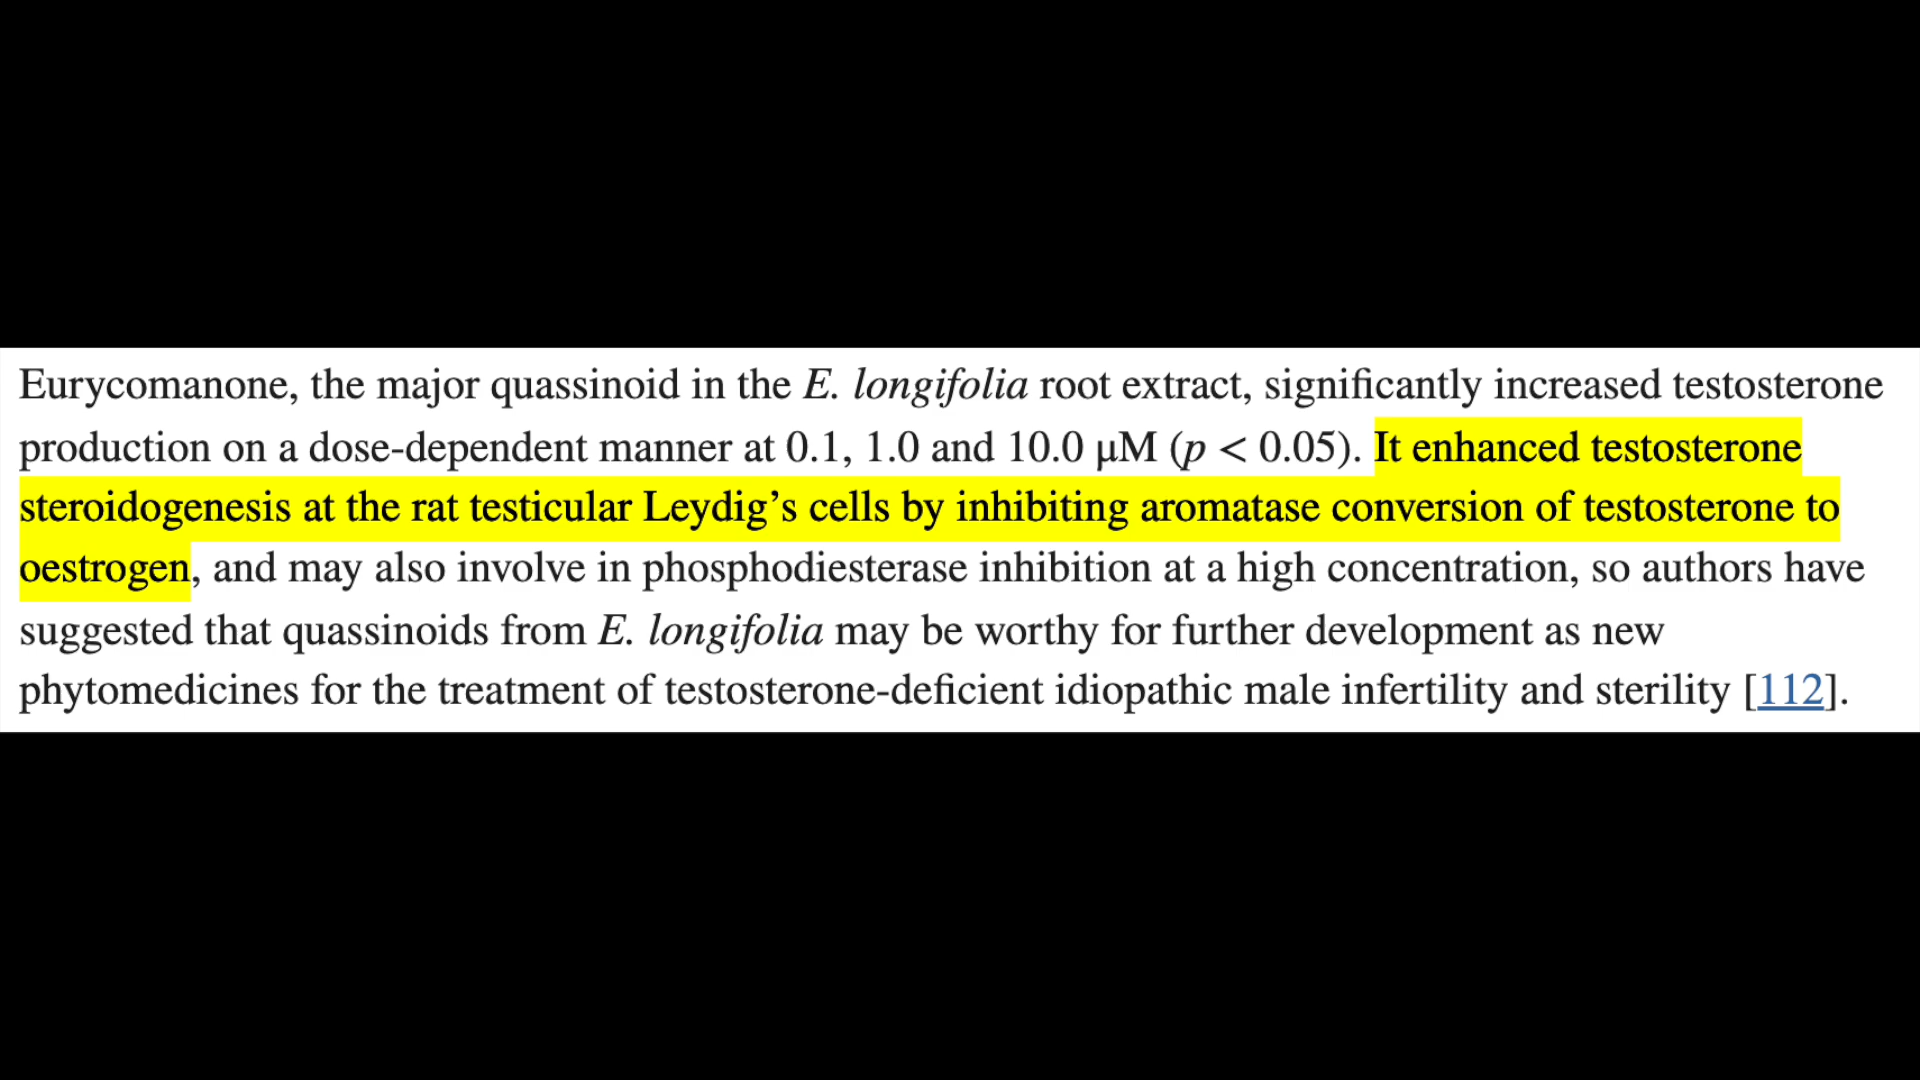 Eurycomanone, the major quassinoid in the E. longifolia root extract, significantly increased testosterone
production on a dose-dependent manner at 0.1, 1.0 and 10.0 μM (p < 0.05). It enhanced testosterone
steroidogenesis at the rat testicular Leydig’s cells by inhibiting aromatase conversion of testosterone to
oestrogen, and may also involve in phosphodiesterase inhibition at a high concentration, so authors have
suggested that quassinoids from E. longifolia may be worthy for further development as new
phytomedicines for the treatment of testosterone-deficient idiopathic male infertility and sterility [112].